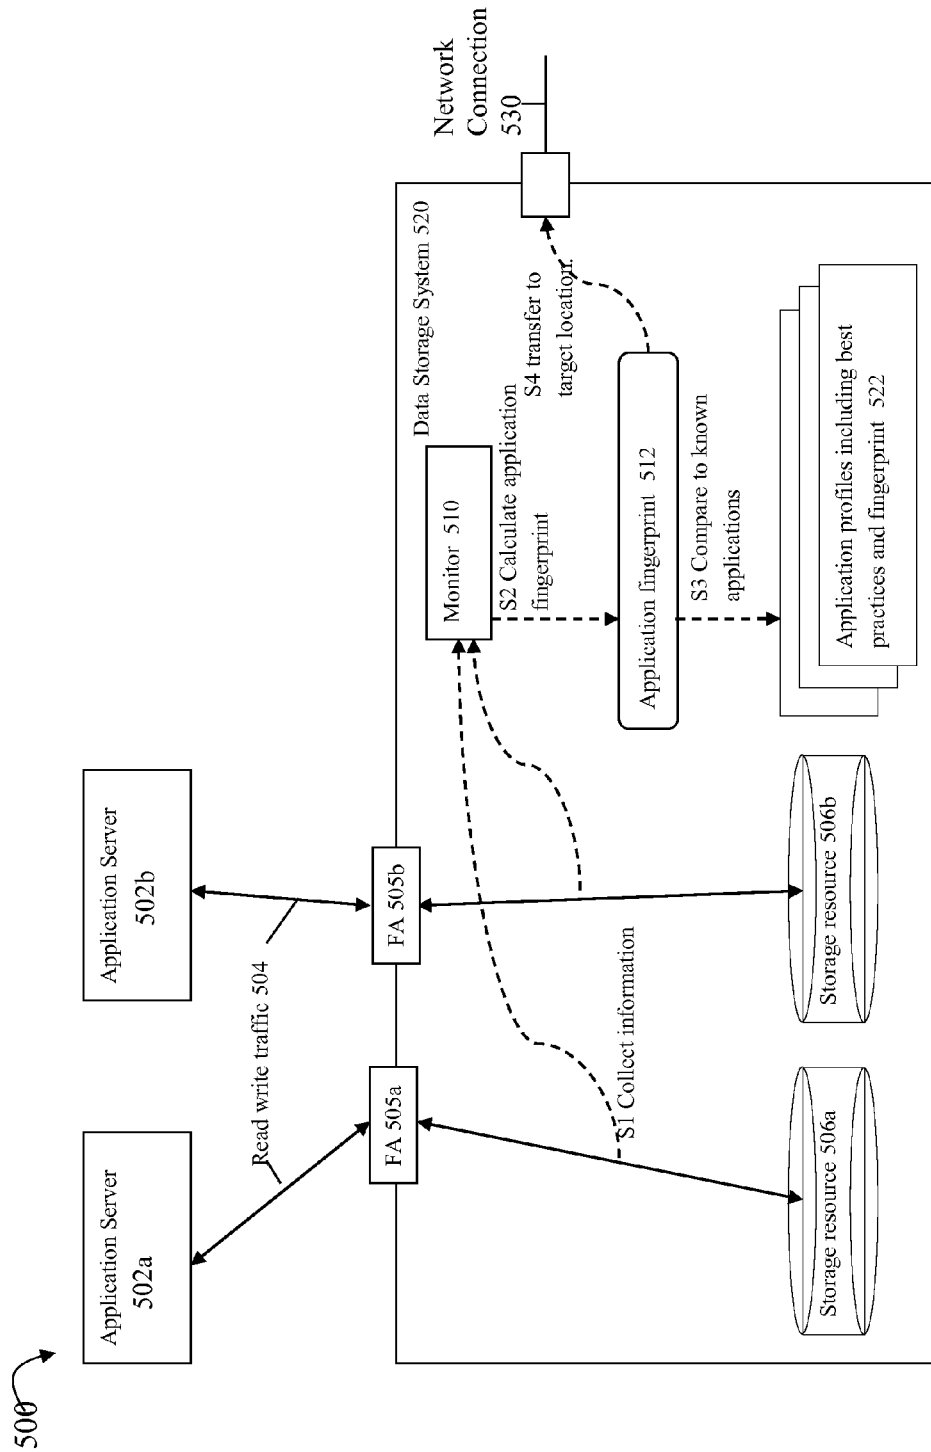 500
Application Server
502a
Application Server
502b
Read write traffic 504
FA 505a
FA 505b
Data Storage System 520
Network
Connection
530
Monitor 510
S2 Calculate application
fingerprint
S4 transfer to
target location.
Application fingerprint 512
S1 Collect information
S3 Compare to known
applications
Storage resource 506a
Storage resource 506b
Application profiles including best
practices and fingerprint 522